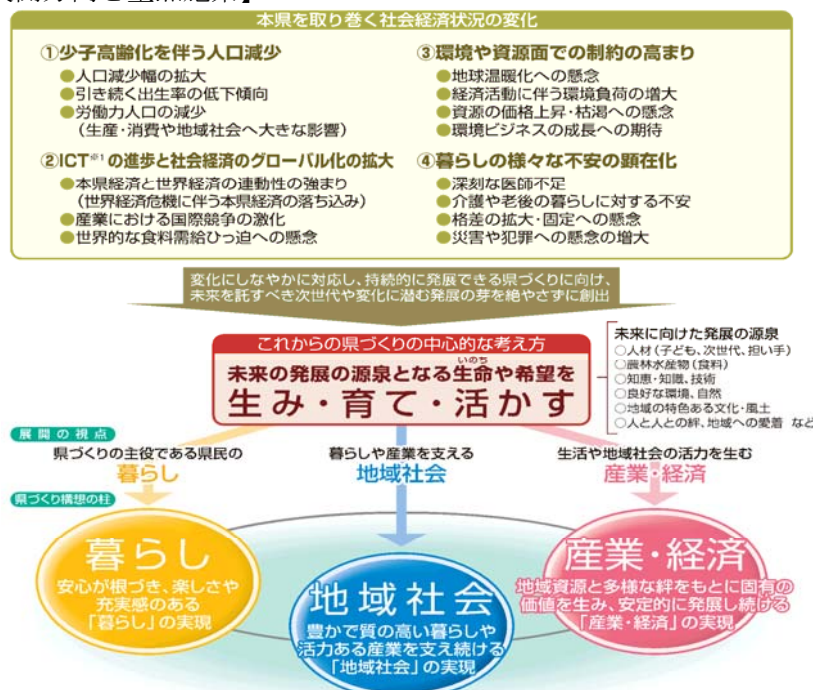 本県を取り巻く社会経済状況の変化
①少子高齢化を伴う人口減少
●人口減少幅の拡大
●引き続く出生率の低下傾向
●労働力人口の減少
(生産・消費や地域社会へ大きな影響)
②ICT※1の進歩と社会経済のグローバル化の拡大
●本県経済と世界経済の連動性の強まり
(世界経済危機に伴う本県経済の落ち込み)
●産業における国際競争の激化
●世界的な食料需給ひっ迫への懸念
③環境や資源面での制約の高まり
●地球温暖化への懸念
●経済活動に伴う環境負荷の増大
●資源の価格上昇・枯渇への懸念
●環境ビジネスの成長への期待
④暮らしの様々な不安の顕在化
●深刻な医師不足
●介護や老後の暮らしに対する不安
●格差の拡大・固定への懸念
●災害や犯罪への懸念の増大
変化にしなやかに対応し、持続的に発展できる県づくりに向け、
未来を託すべき次世代や変化に潜む発展の芽を絶やさずに創出
これからの県づくりの中心的な考え方
いのち
未来の発展の源泉となる生命や希望を
生み・育て・活かす
未来に向けた発展の源泉
○人材(子ども、次世代、担い手)
○農林水産物(食料)
○知恵・知識、技術
○良好な環境、自然
○地域の特色ある文化・風土
○人と人との絆、地域への愛着 など
展開の視点
県づくりの主役である県民の
暮らし
暮らしや産業を支える
地域社会
生活や地域社会の活力を生む
産業・経済
県づくり構想の柱
暮らし
安心が根づき、楽しさや
充実感のある
「暮らし」の実現
地域社会
豊かで質の高い暮らしや
活力ある産業を支え続ける
「地域社会」の実現
産業・経済
地域資源と多様な絆をもとに固有の
価値を生み、安定的に発展し続ける
「産業・経済」の実現